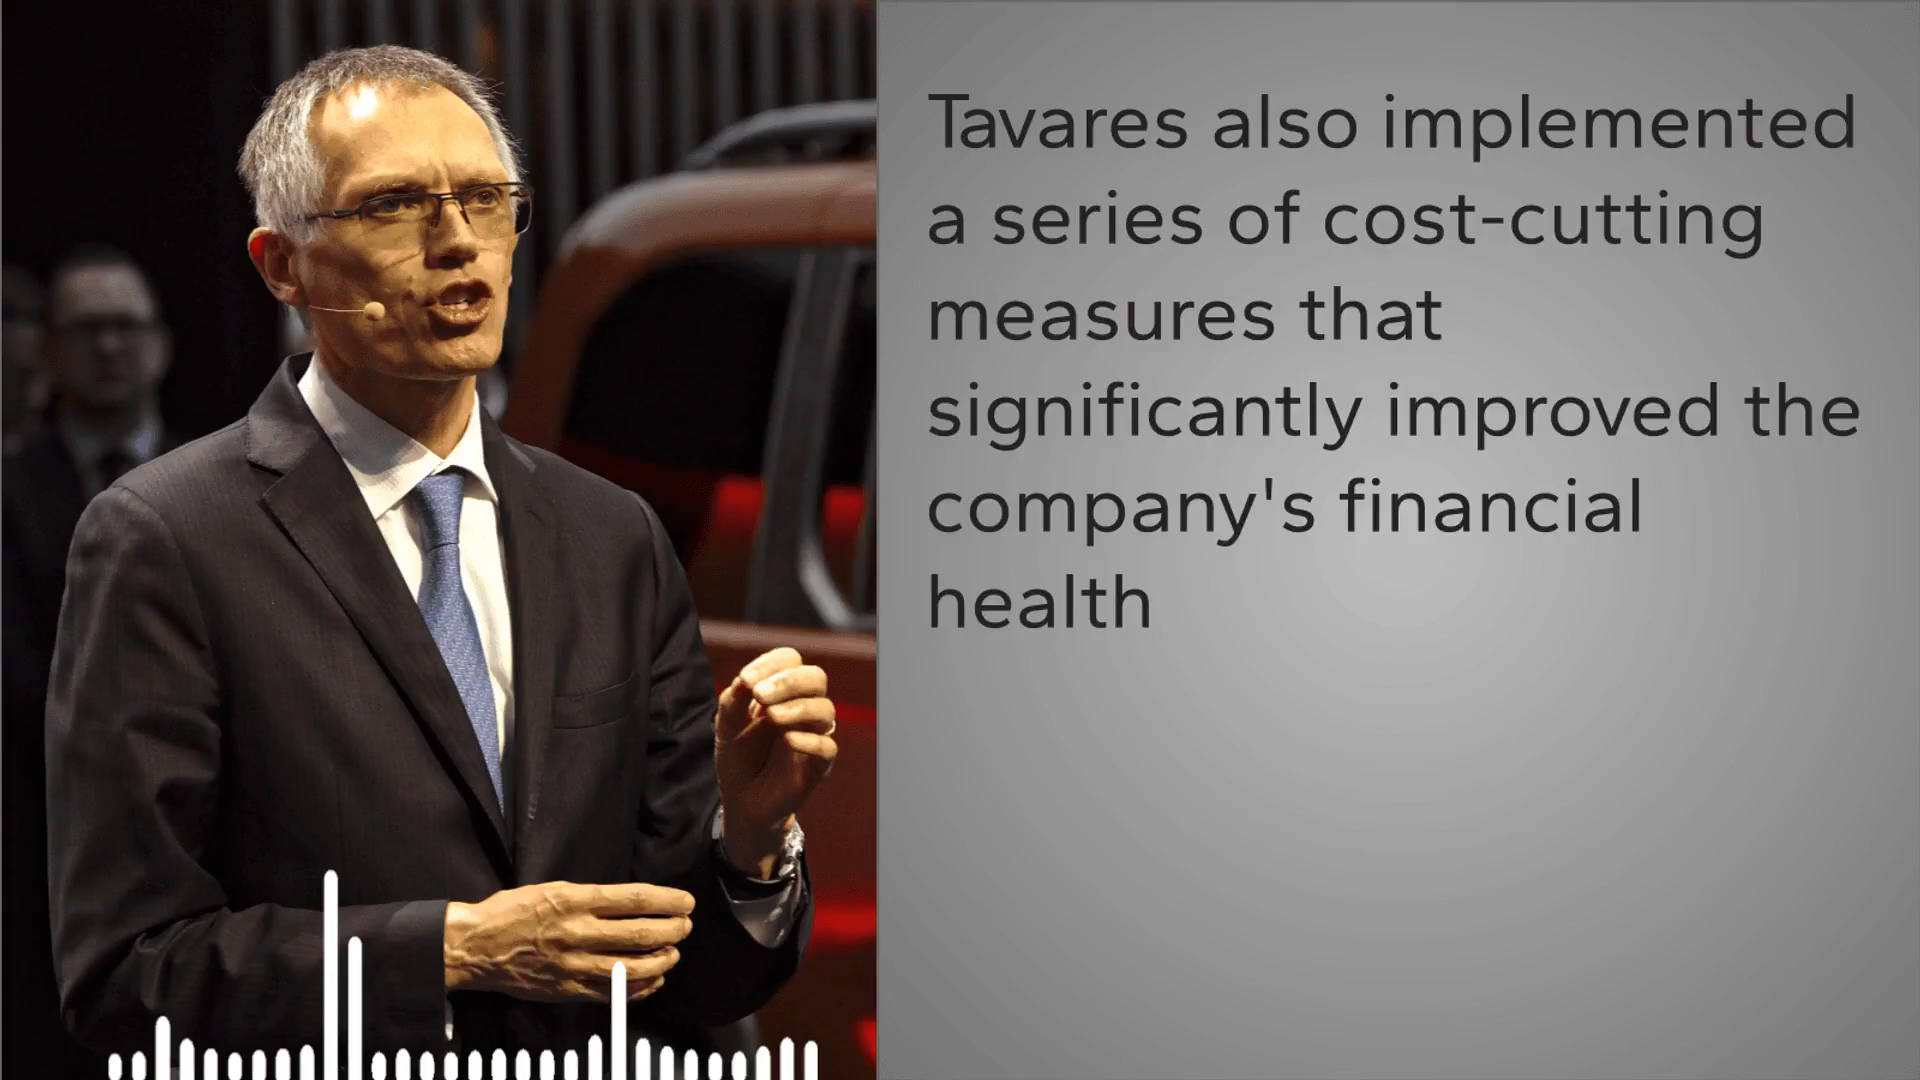 Tavares also implemented
a series of cost-cutting
measures that
significantly improved the
company's financial
health